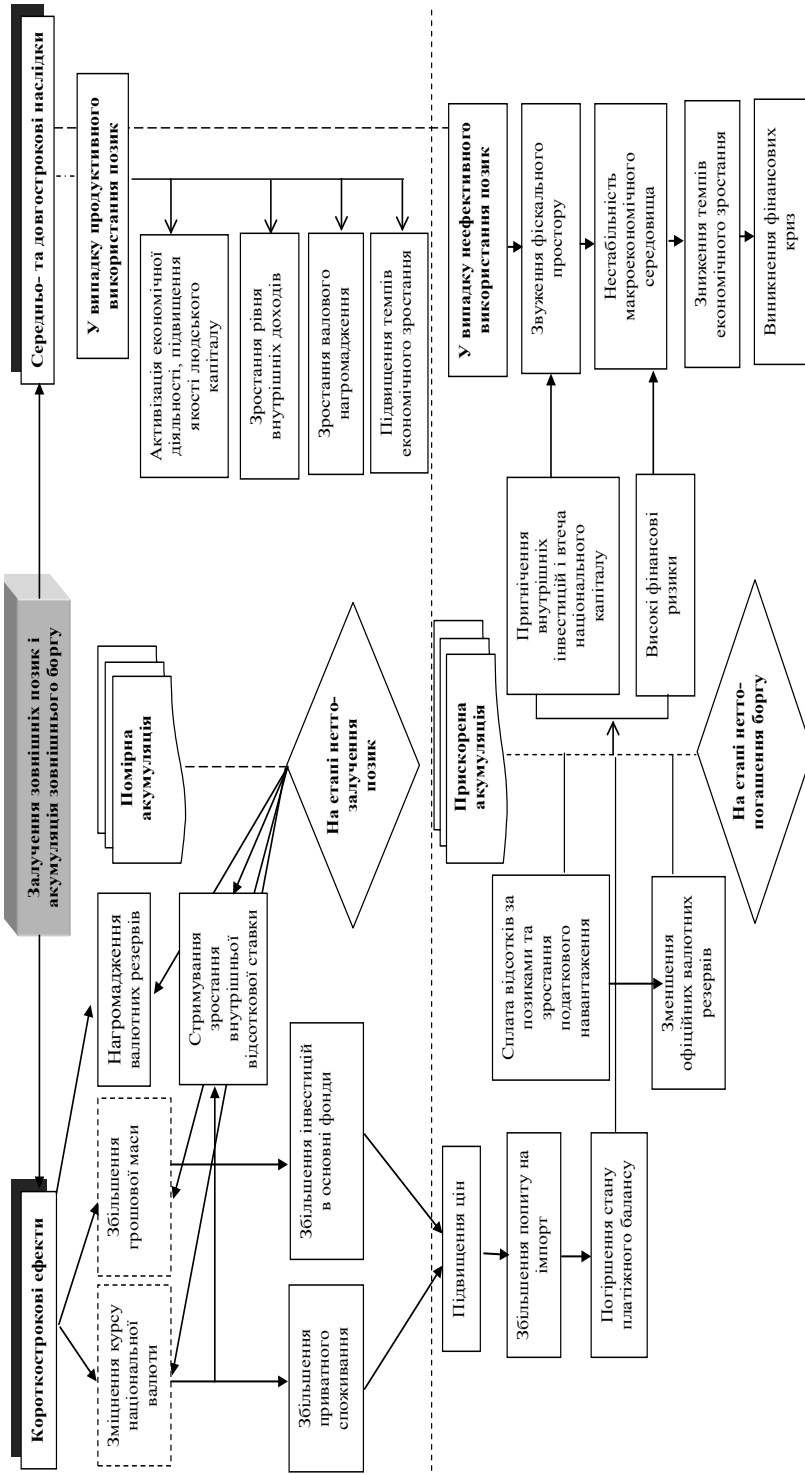 Залучення зовнішніх позик і
акумуляція зовнішнього боргу
Короткострокові ефекти
Середньо- та довгострокові наслідки
Зміцнення курсу
національної
валюти
Збільшення
грошової маси
Нагромадження
валютних резервів
Помірна
акумуляція
У випадку продуктивного
використання позик
Стримування
зростання
внутрішньої
відсоткової ставки
На етапі нетто-
залучення
позик
Активізація економічної
діяльності, підвищення
якості людського
капіталу
Зростання рівня
внутрішніх доходів
Зростання валового
нагромадження
Підвищення темпів
економічного зростання
Збільшення
приватного
споживання
Збільшення інвестицій
в основні фонди
Підвищення цін
Збільшення попиту на
імпорт
Погіршення стану
платіжного балансу
Сплата відсотків за
позиками та
зростання
податкового
навантаження
Зменшення
офіційних валютних
резервів
Прискорена
акумуляція
На етапі нетто-
погашення боргу
Пригнічення
внутрішніх
інвестицій і втеча
національного
капіталу
Високі фінансові
ризики
У випадку неефективного
використання позик
Звуження фіскального
простору
Нестабільність
макроекономічного
середовища
Зниження темпів
економічного зростання
Виникнення фінансових
криз